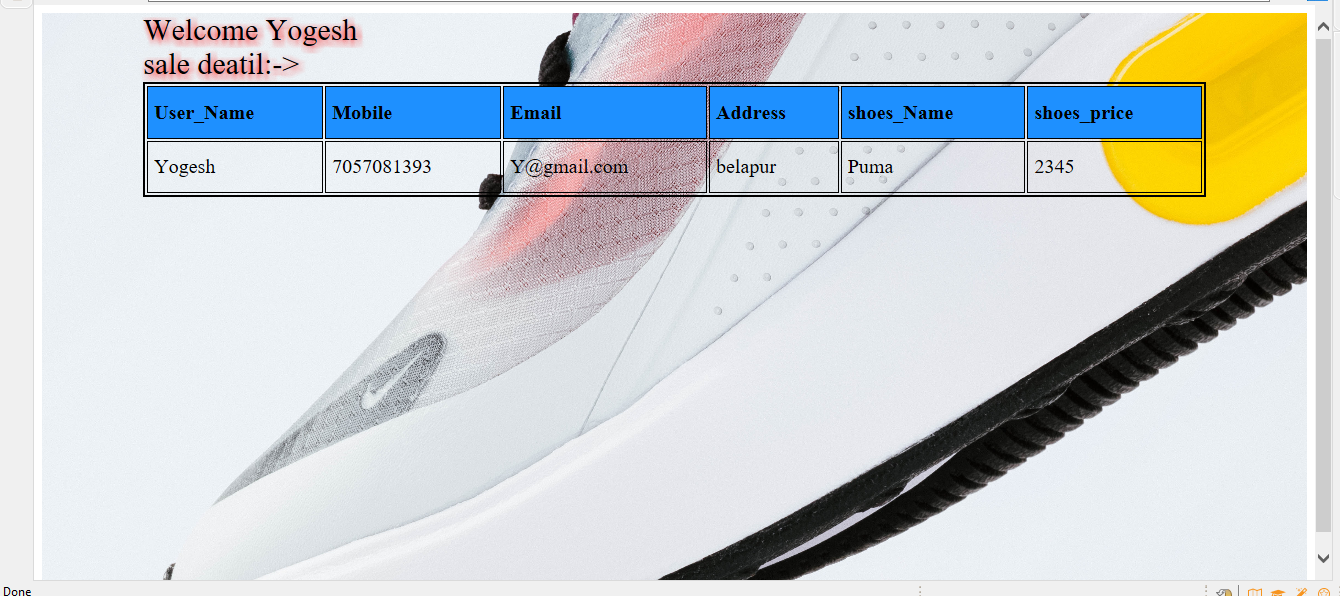 Welcome Yogesh
sale deatil:->
User_Name Mobile Email Address shoes_Name shoes_price
Yogesh 7057081393 Y@gmail.com belapur Puma 2345
Done